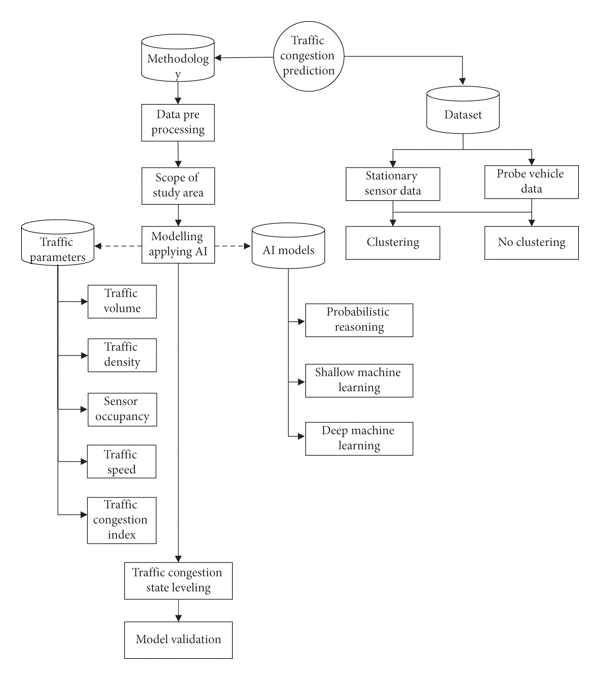 Traffic
congestion
prediction
Methodolog
y
Dataset
Data pre
processing
Scope of
study area
Stationary
sensor data
Probe vehicle
data
Clustering
No clustering
Traffic
parameters
Modelling
applying AI
AI models
Traffic
volume
Traffic
density
Sensor
occupancy
Traffic
speed
Traffic
congestion
index
Probabilistic
reasoning
Shallow machine
learning
Deep machine
learning
Traffic congestion
state leveling
Model validation